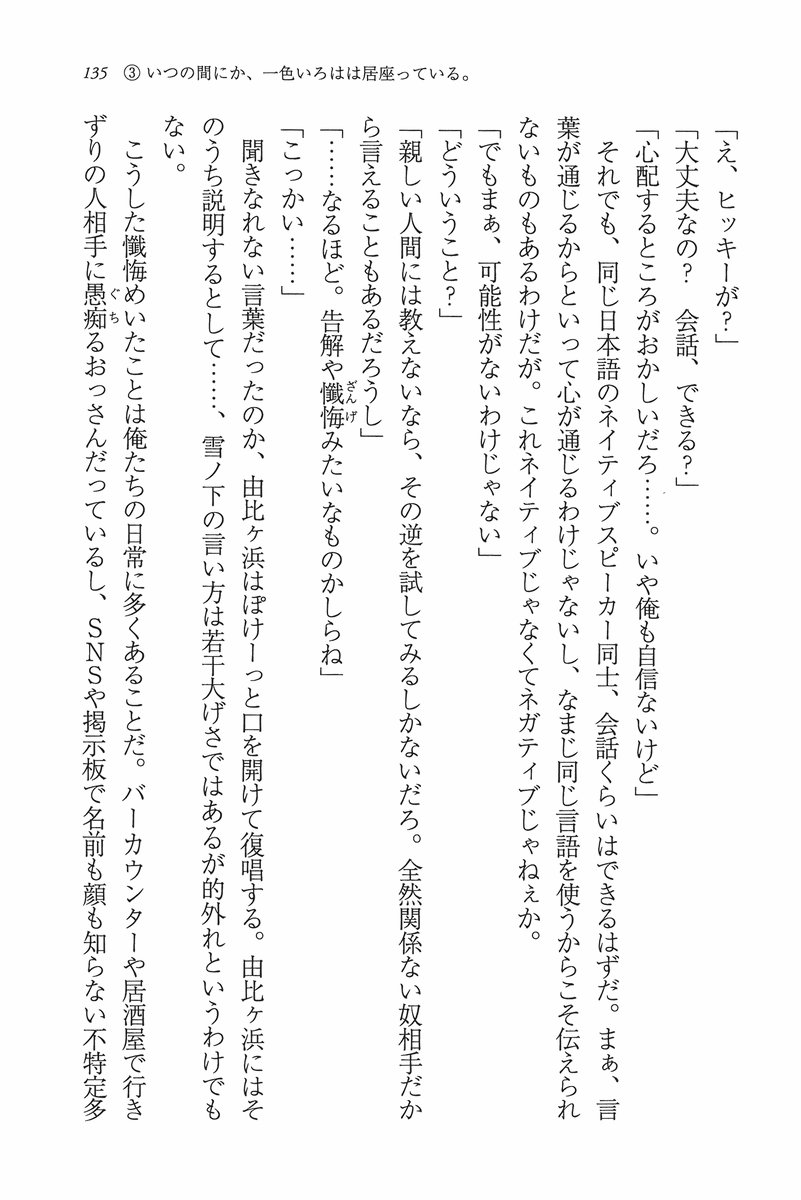 135 ③ いつの間にか、一色いろはは居座っている。
「え、ヒッキーが？」
「大丈夫なの？　会話、できる？」
「心配するところがおかしいだろ……。いや俺も自信ないけど」
　それでも、同じ日本語のネイティブスピーカー同士、会話くらいはできるはずだ。まぁ、言
葉が通じるからといって心が通じるわけじゃないし、なまじ同じ言語を使うからこそ伝えられ
ないものもあるわけだが。これネイティブじゃなくてネガティブじゃねぇか。
「でもまぁ、可能性がないわけじゃない」
「どういうこと？」
「親しい人間には教えないなら、その逆を試してみるしかないだろ。全然関係ない奴相手だか
ら言えることもあるだろうし」
「……なるほど。告解や懺悔みたいなものかしらね」
「こっかい……」
　聞きなれない言葉だったのか、由比ヶ浜はぽけーっと口を開けて復唱する。由比ヶ浜にはそ
のうち説明するとして……、雪ノ下の言い方は若干大げさではあるが的外れというわけでも
ない。
　こうした懺悔めいたことは俺たちの日常に多くあることだ。バーカウンターや居酒屋で行き
ずりの人相手に愚痴るおっさんだっているし、ＳＮＳや掲示板で名前も顔も知らない不特定多